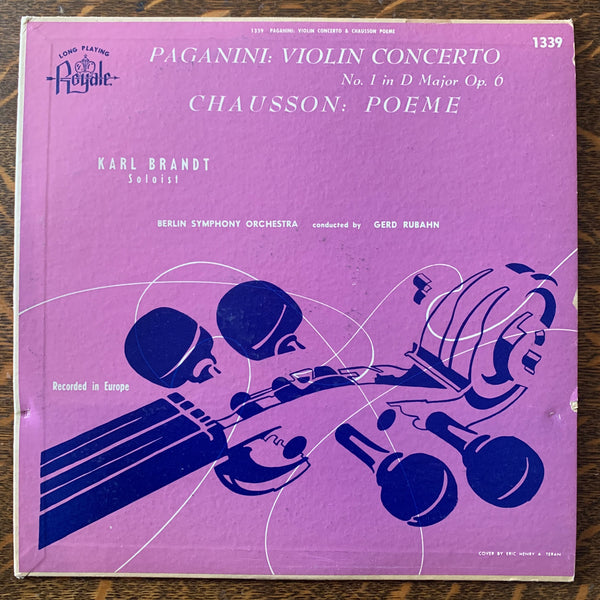 1339 PAGANINI: VIOLIN CONCERTO & CHAUSSON POEME
LONG PLAYING
Royale
PAGANINI: VIOLIN CONCERTO
1339
No. 1 in D Major Op. 6
CHAUSSON: POEME
KARL BRANDT
Soloist
BERLIN SYMPHONY ORCHESTRA conducted by GERD RUBAHN
Recorded in Europe
COVER BY ERIC HENRY A. TERAN